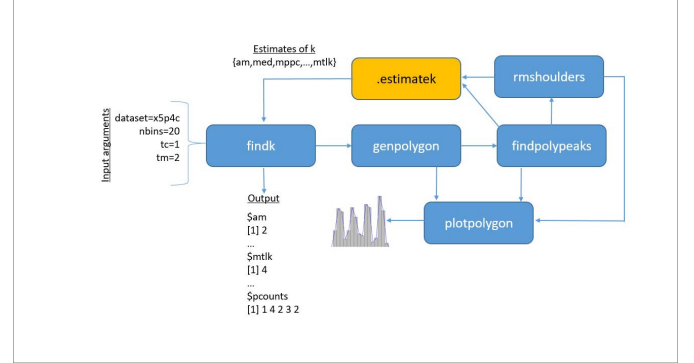 Estimates of k
{am,med,mppc,...,mtlk}
.estimatek
rmshoulders
Input arguments
dataset=x5p4c
nbins=20
tc=1
tm=2
findk
genpolygon
findpolypeaks
plotpolygon
Output
$am
[1] 2
...
$mtlk
[1] 4
...
$pcounts
[1] 1 4 2 3 2